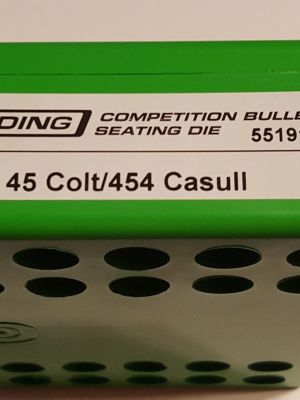 DING
COMPETITION BULLE
SEATING DIE
5519
45 Colt/454 Casull